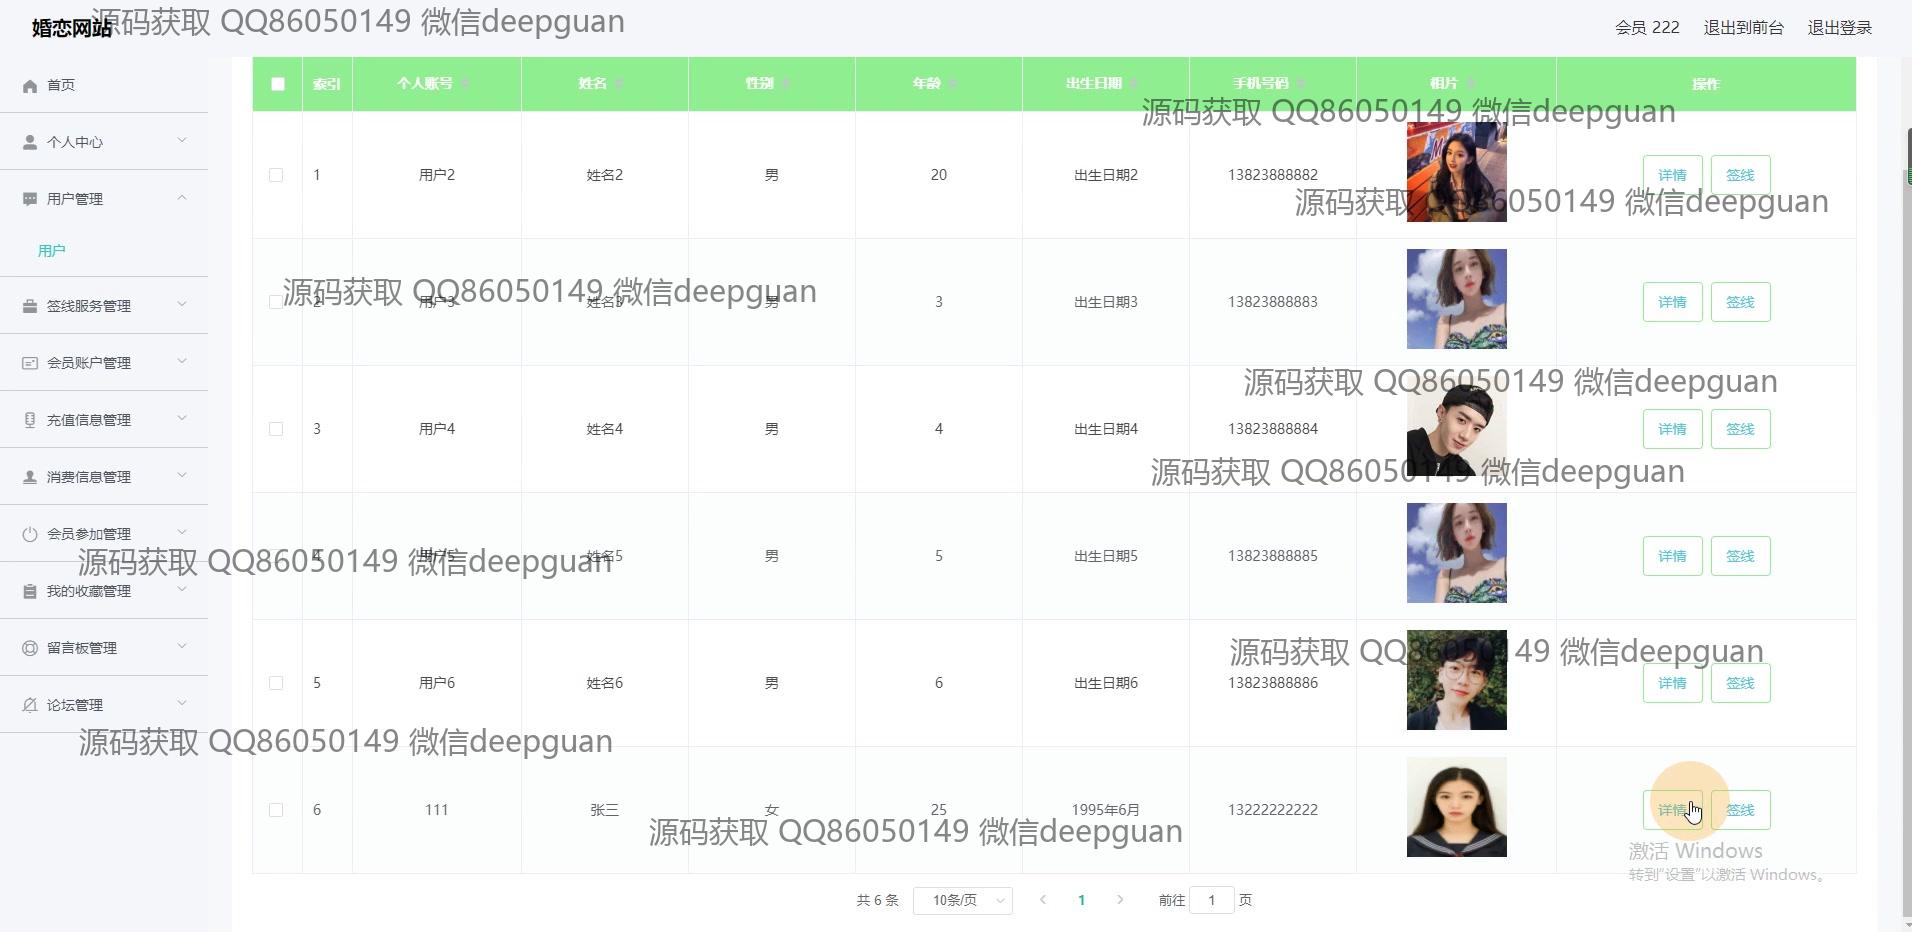 婚恋网站
源码获取 QQ86050149 微信deepguan
会员 222 退出到前台 退出登录
首页
个人中心
用户管理
用户
签线服务管理
会员账户管理
充值信息管理
消费信息管理
会员参加管理
我的收藏管理
留言板管理
论坛管理
索引 个人账号 姓名 性别 年龄 出生日期 手机号码 相片 操作
源码获取 QQ86050149 微信deepguan
1 用户2 姓名2 男 20 出生日期2 13823888882 详情 签线
源码获取 QQ86050149 微信deepguan
源码获取 QQ86050149 微信deepguan
2 用户3 姓名3 男 3 出生日期3 13823888883 详情 签线
源码获取 QQ86050149 微信deepguan
3 用户4 姓名4 男 4 出生日期4 13823888884 详情 签线
源码获取 QQ86050149 微信deepguan
4 用户5 姓名5 男 5 出生日期5 13823888885 详情 签线
源码获取 QQ86050149 微信deepguan
源码获取 QQ86050149 微信deepguan
5 用户6 姓名6 男 6 出生日期6 13823888886 详情 签线
源码获取 QQ86050149 微信deepguan
6 111 张三 女 25 1995年6月 13222222222 详情 签线
源码获取 QQ86050149 微信deepguan
激活 Windows
转到"设置"以激活 Windows。
共 6 条 10条/页 1 前往 1 页